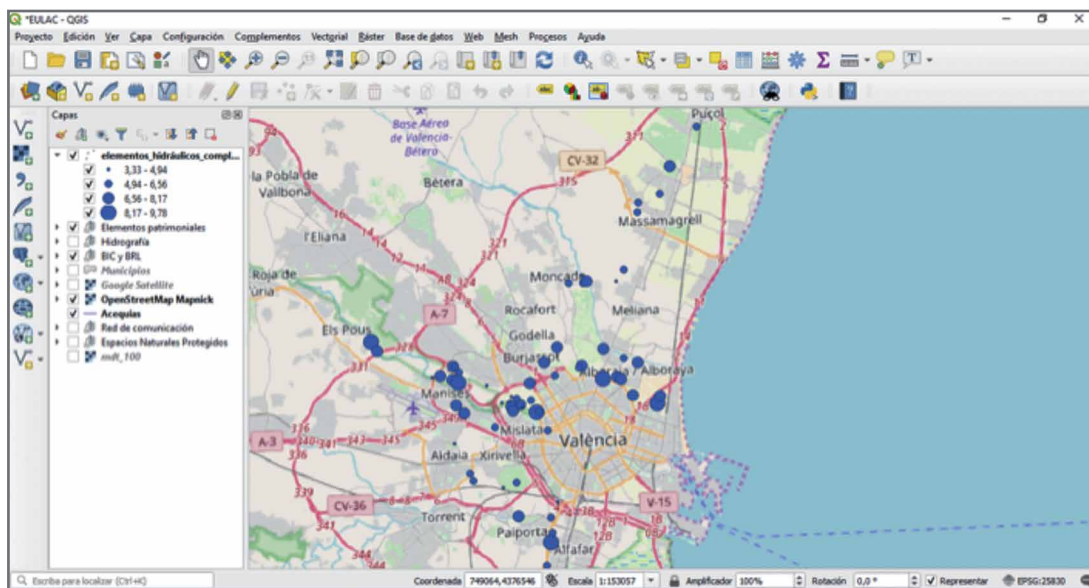 *EULAC - QGIS
Proyecto Edición Ver Capa Configuración Complementos Vectorial Ráster Base de datos Web Mesh Procesos Ayuda
Capas
elementos_hidráulicos_compl...
3,33 - 4,94
4,94 - 6,56
6,56 - 8,17
8,17 - 9,78
Elementos patrimoniales
Hidrografía
BIC y BRL
Municipios
Google Satellite
OpenStreetMap Mapnick
Acequias
Red de comunicación
Espacios Naturales Protegidos
mdt_100
Puçol
Base Aérea
de Valencia-
Bétera
311
CV-32
315
la Pobla de
Vallbona
Bétera
Massamagrell
l'Eliana
321
Roja de
Túria
Moncada
A-7
Rocafort
Meliana
Els Pous
Godella
Burjassot
Alboraia / Alboraya
331
Manises
A-3
Mislata
València
Aldaia
Xirivella
CV-36
V-15
Torrent
Paiporta
Alfafar
Escriba para localizar (Ctrl+K)
Coordenada 749064,4376546 Escala 1:153057 Amplificador 100% Rotación 0,0 ° Representar EPSG:25830